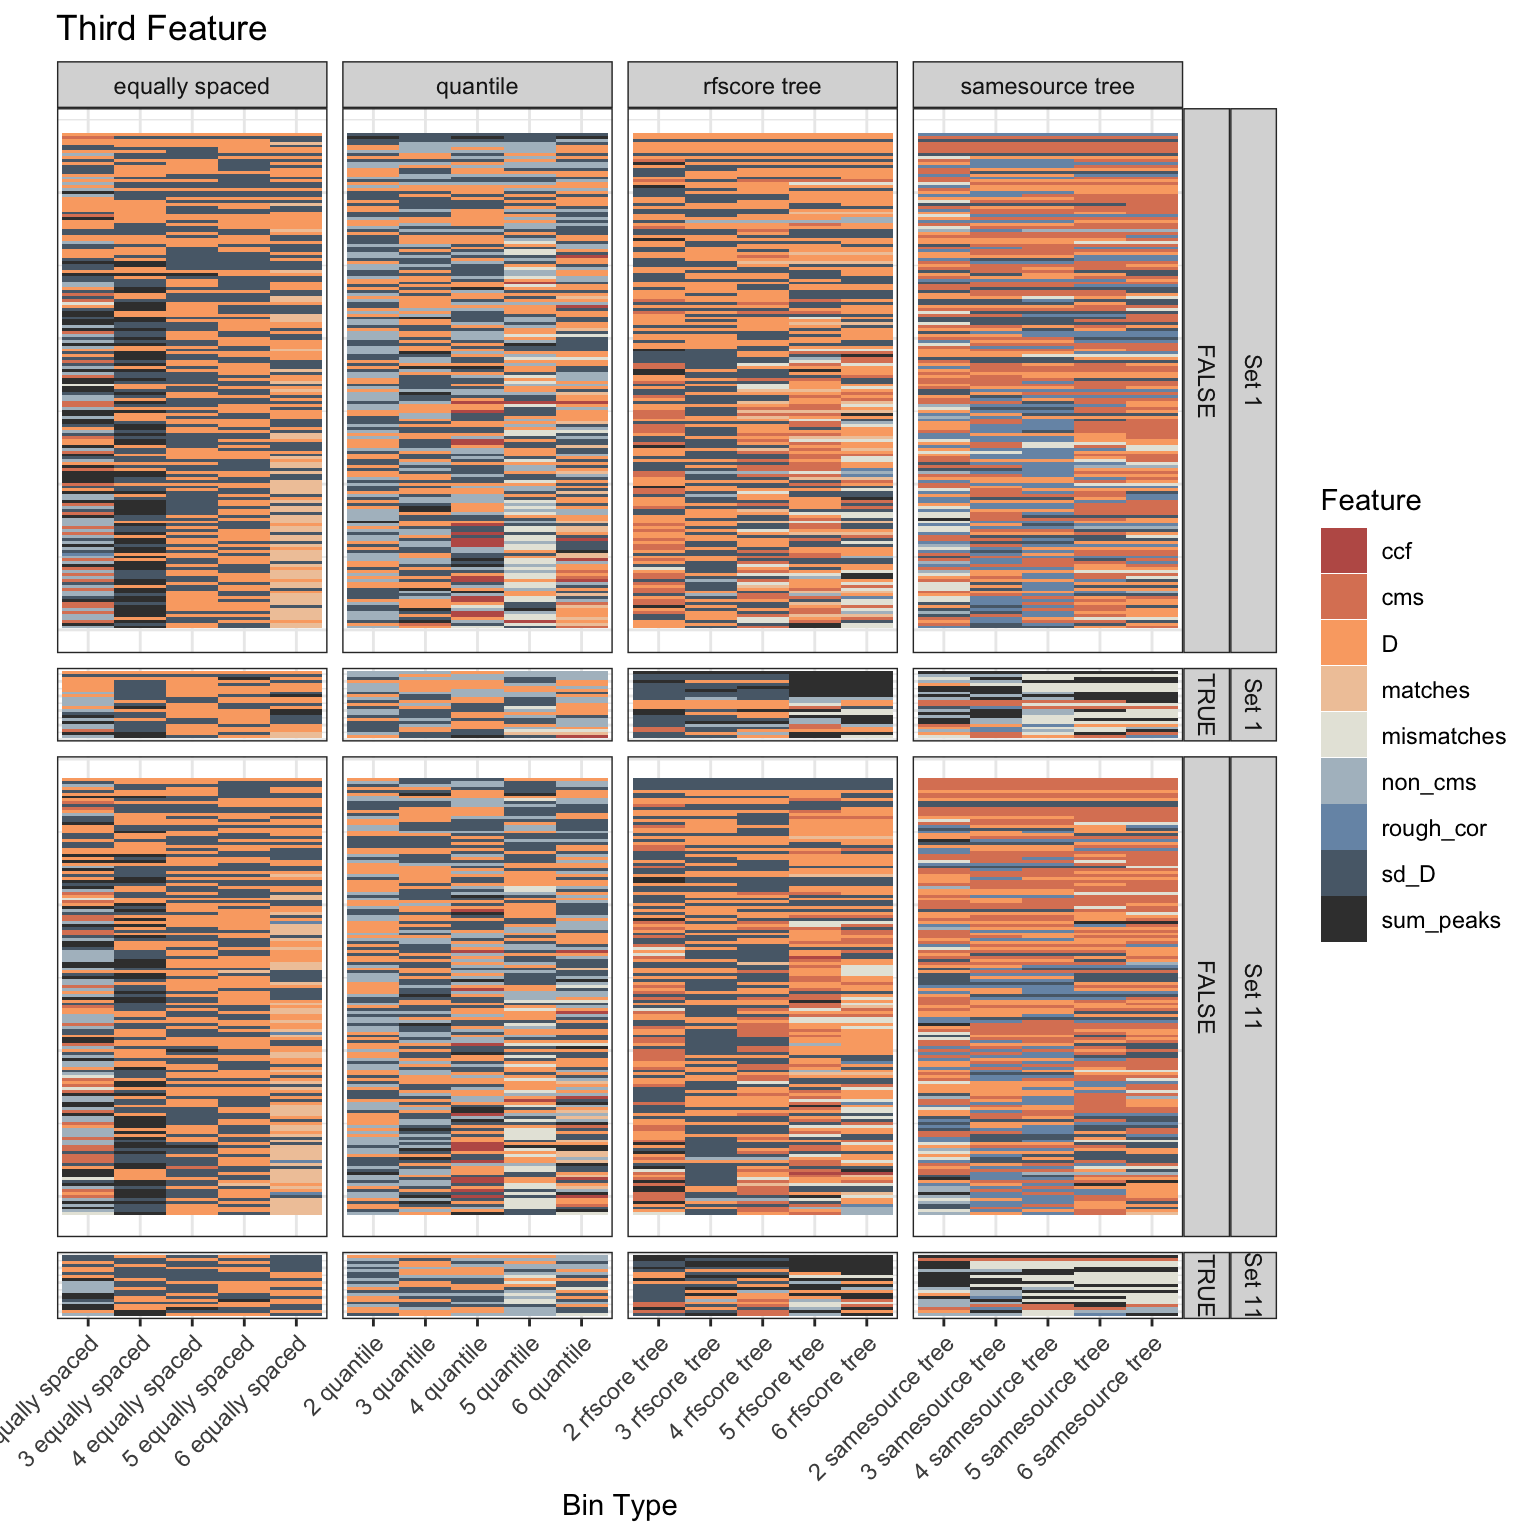 Third Feature
equally spaced
quantile
rfscore tree
samesource tree
FALSE
Set 1
TRUE
Set 1
FALSE
Set 11
TRUE
Set 11
Feature
ccf
cms
D
matches
mismatches
non_cms
rough_cor
sd_D
sum_peaks
spaced
3 equally spaced
4 equally spaced
5 equally spaced
6 equally spaced
2 quantile
3 quantile
4 quantile
5 quantile
6 quantile
2 rfscore tree
3 rfscore tree
4 rfscore tree
5 rfscore tree
6 rfscore tree
2 samesource tree
3 samesource tree
4 samesource tree
5 samesource tree
6 samesource tree
Bin Type